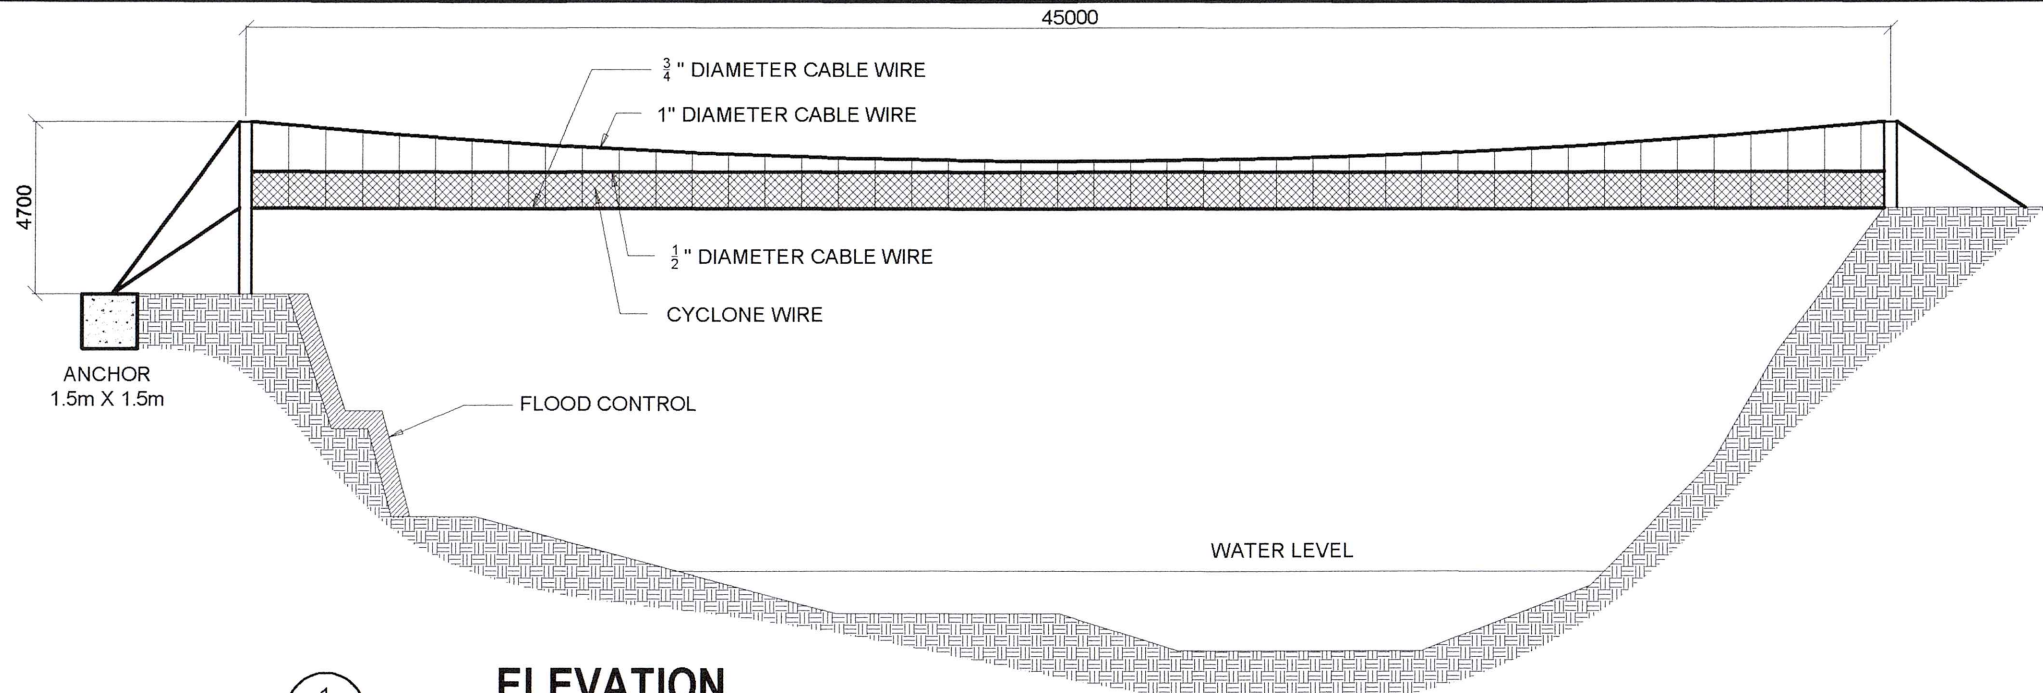 45000
3/4 " DIAMETER CABLE WIRE
1" DIAMETER CABLE WIRE
4700
1/2 " DIAMETER CABLE WIRE
CYCLONE WIRE
ANCHOR
1.5m X 1.5m
FLOOD CONTROL
WATER LEVEL
1
ELEVATION